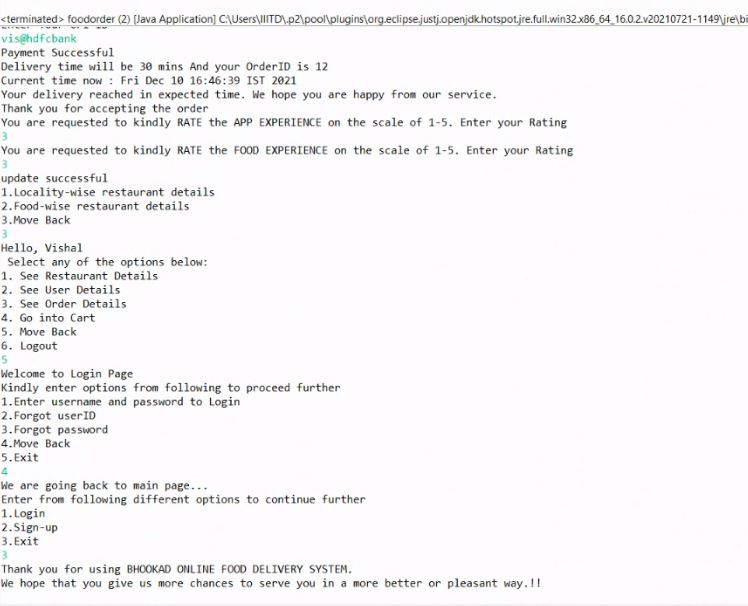 <terminated> foodorder (2) [Java Application] C:\Users\IIITD\.p2\pool\plugins\org.eclipse.justj.openjdk.hotspot.jre.full.win32.x86_64_16.0.2.v20210721-1149\jre\bi
vis@hdfcbank
Payment Successful
Delivery time will be 30 mins And your OrderID is 12
Current time now : Fri Dec 10 16:46:39 IST 2021
Your delivery reached in expected time. We hope you are happy from our service.
Thank you for accepting the order
You are requested to kindly RATE the APP EXPERIENCE on the scale of 1-5. Enter your Rating
3
You are requested to kindly RATE the FOOD EXPERIENCE on the scale of 1-5. Enter your Rating
3
update successful
1.Locality-wise restaurant details
2.Food-wise restaurant details
3.Move Back
3
Hello, Vishal
Select any of the options below:
1. See Restaurant Details
2. See User Details
3. See Order Details
4. Go into Cart
5. Move Back
6. Logout
5
Welcome to Login Page
Kindly enter options from following to proceed further
1.Enter username and password to Login
2.Forgot userID
3.Forgot password
4.Move Back
5.Exit
4
We are going back to main page...
Enter from following different options to continue further
1.Login
2.Sign-up
3.Exit
3
Thank you for using BHOOKAD ONLINE FOOD DELIVERY SYSTEM.
We hope that you give us more chances to serve you in a more better or pleasant way.!!